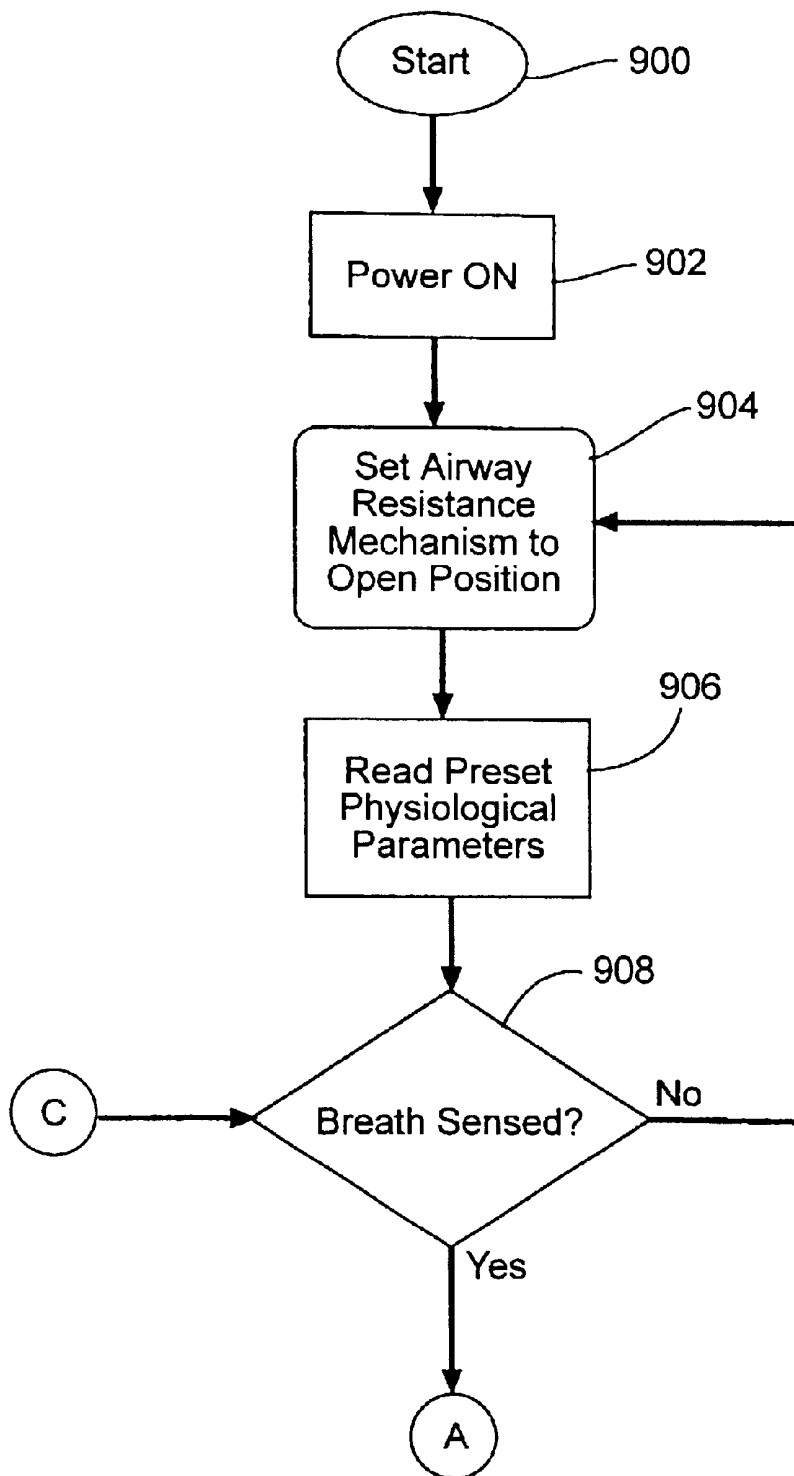 Start
900
Power ON
902
904
Set Airway
Resistance
Mechanism to
Open Position
906
Read Preset
Physiological
Parameters
908
C
Breath Sensed?
No
Yes
A